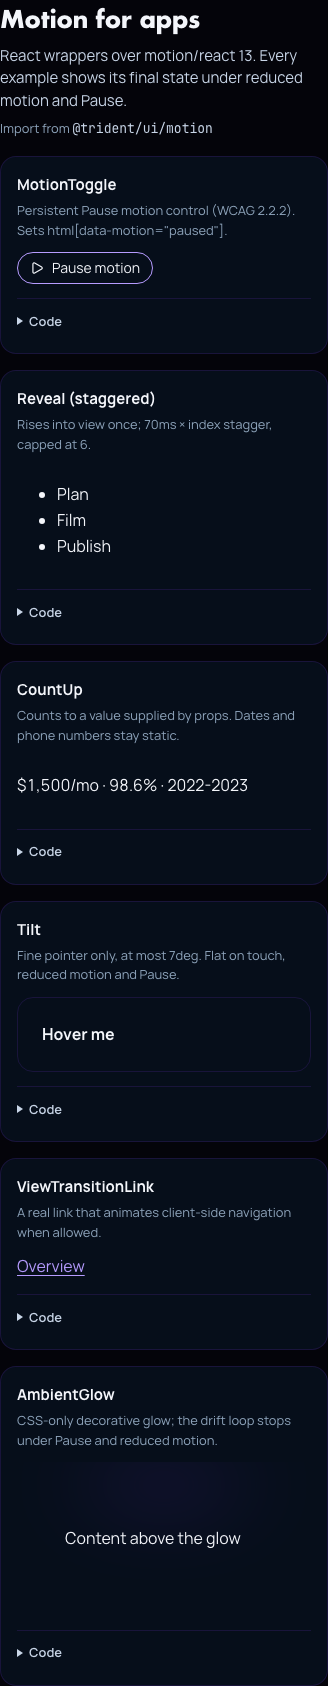 Motion for apps
React wrappers over motion/react 13. Every
example shows its final state under reduced
motion and Pause.
Import from @trident/ui/motion
MotionToggle
Persistent Pause motion control (WCAG 2.2.2).
Sets html[data-motion="paused"].
Pause motion
Code
Reveal (staggered)
Rises into view once; 70ms × index stagger,
capped at 6.
Plan
Film
Publish
Code
CountUp
Counts to a value supplied by props. Dates and
phone numbers stay static.
$1,500/mo · 98.6% · 2022-2023
Code
Tilt
Fine pointer only, at most 7deg. Flat on touch,
reduced motion and Pause.
Hover me
Code
ViewTransitionLink
A real link that animates client-side navigation
when allowed.
Overview
Code
AmbientGlow
CSS-only decorative glow; the drift loop stops
under Pause and reduced motion.
Content above the glow
Code